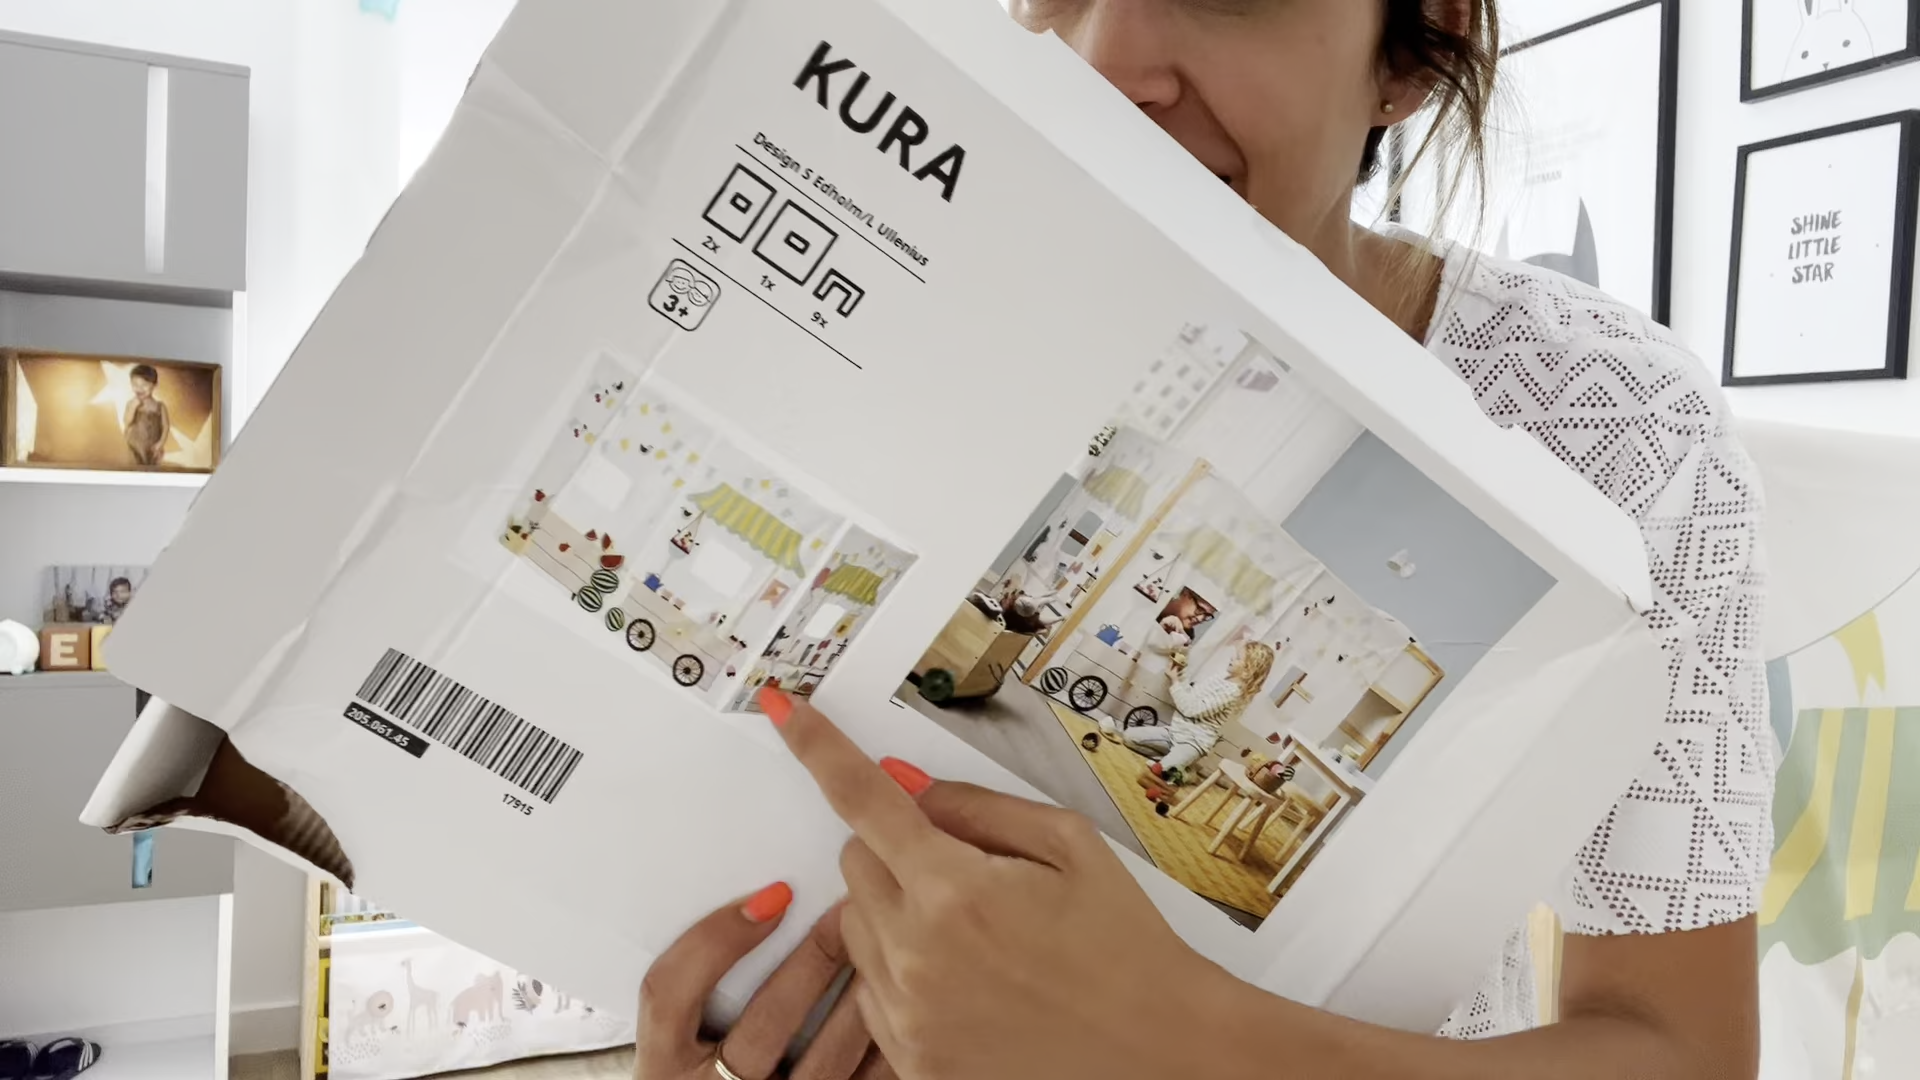 KURA
Design S Edholm/L Ullenius
2x
1x
9x
3+
205.061.45
17915
SHINE
LITTLE
STAR
E